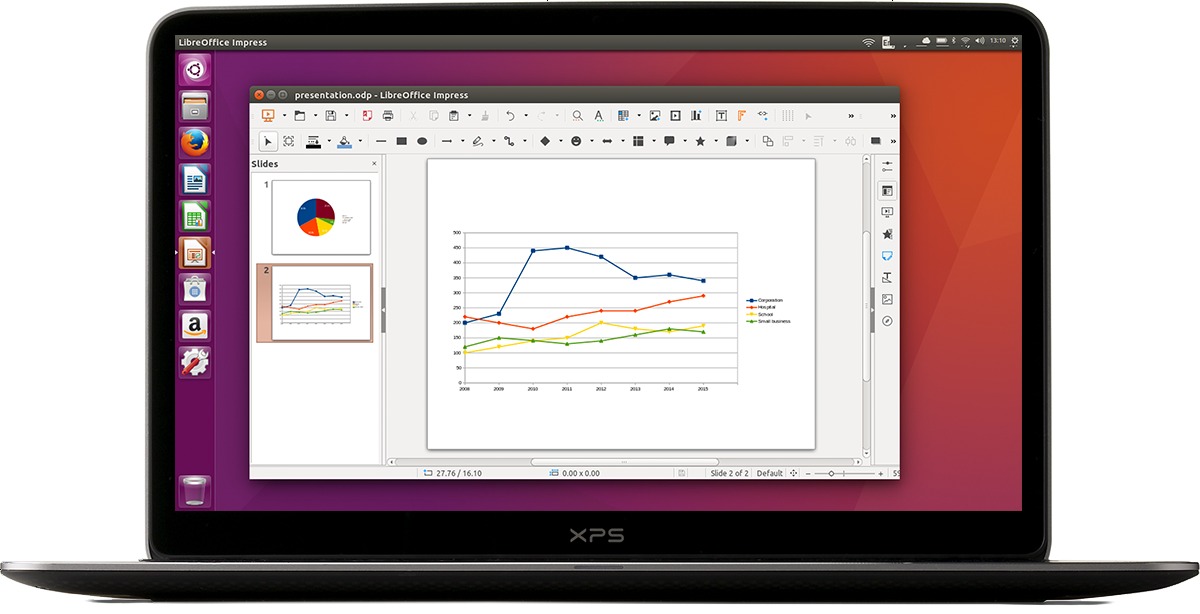 LibreOffice Impress
13:10
presentation.odp - LibreOffice Impress
Slides
1
2
500
450
400
350
300
250
200
150
100
50
0
2008 2009 2010 2011 2012 2013 2014 2015
Corporation
Hospital
School
Small business
27.76 / 16.10 0.00 x 0.00 Slide 2 of 2 Default
XPS